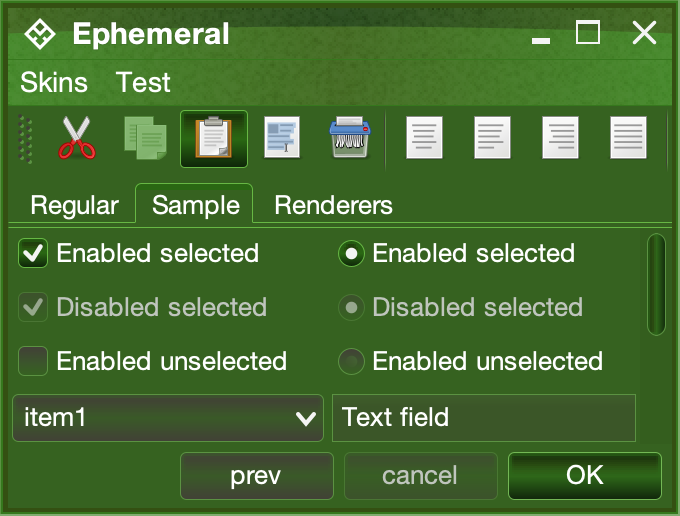 Ephemeral
Skins Test
Regular Sample Renderers
Enabled selected Enabled selected
Disabled selected Disabled selected
Enabled unselected Enabled unselected
item1 Text field
prev cancel OK